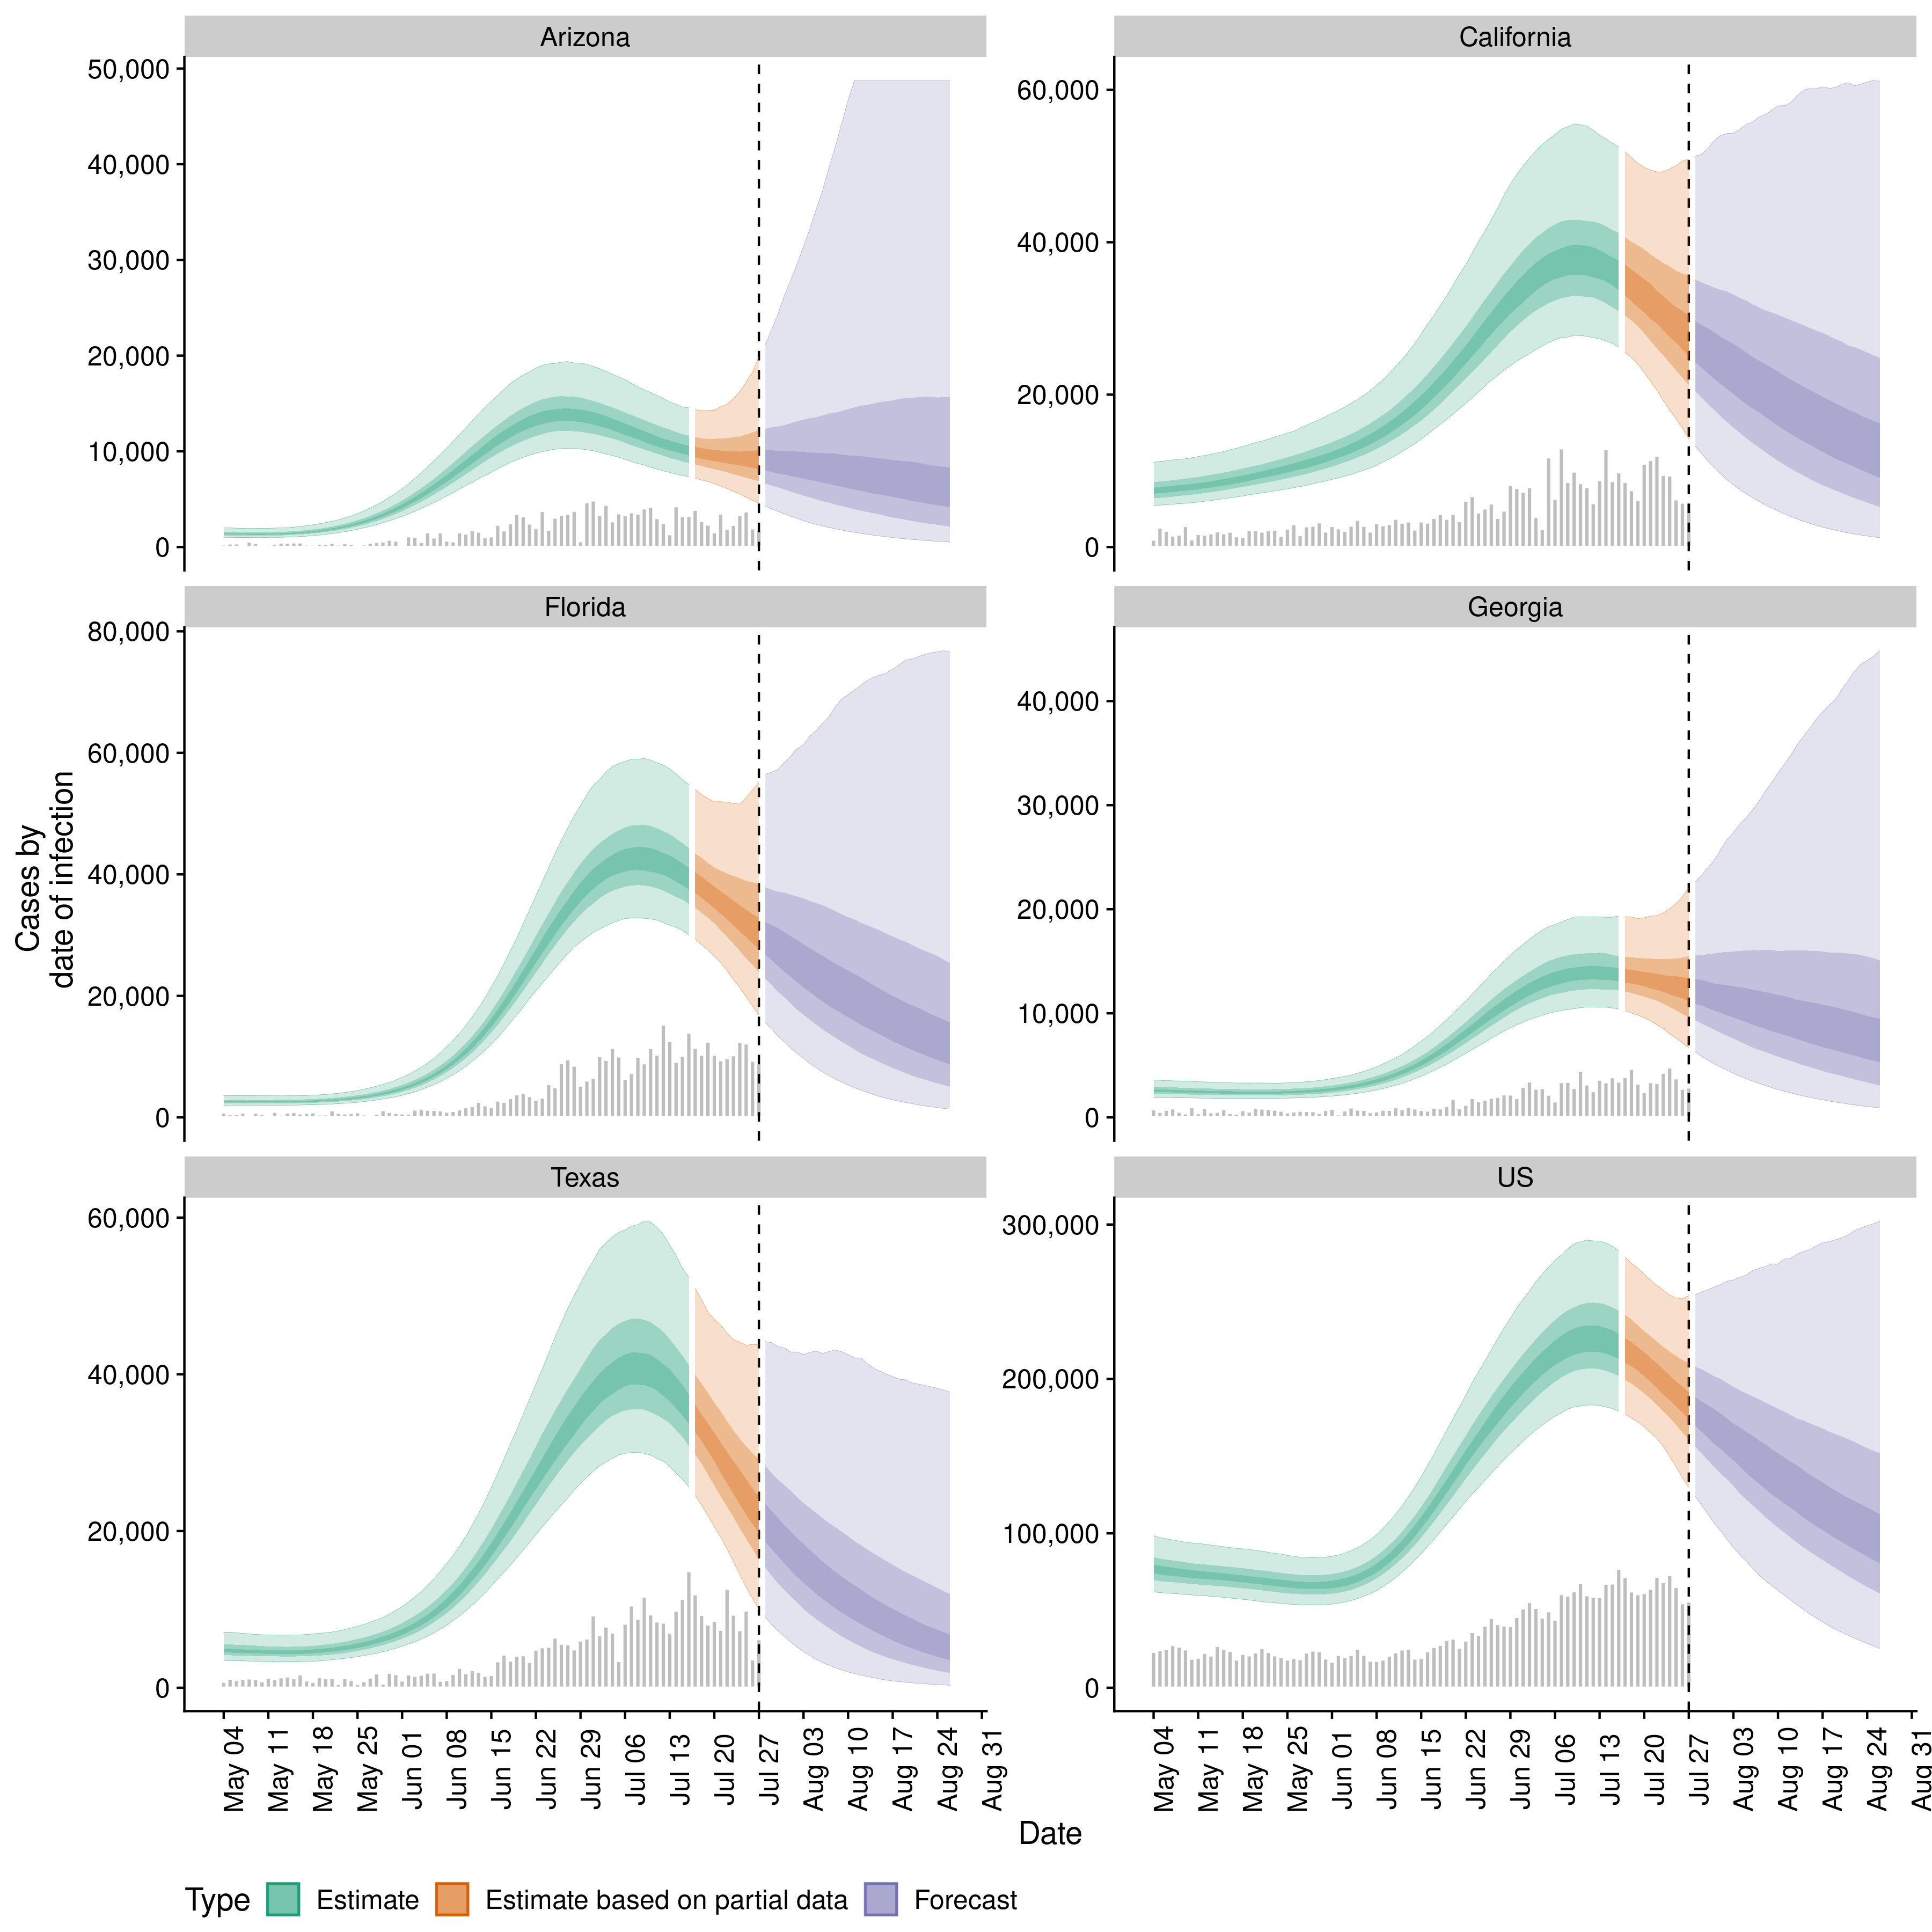 Arizona
California
50,000
40,000
30,000
20,000
10,000
0
60,000
40,000
20,000
0
Florida
Georgia
80,000
60,000
40,000
20,000
0
40,000
30,000
20,000
10,000
0
Cases by
date of infection
Texas
US
60,000
40,000
20,000
0
300,000
200,000
100,000
0
May 04 May 11 May 18 May 25 Jun 01 Jun 08 Jun 15 Jun 22 Jun 29 Jul 06 Jul 13 Jul 20 Jul 27 Aug 03 Aug 10 Aug 17 Aug 24 Aug 31
May 04 May 11 May 18 May 25 Jun 01 Jun 08 Jun 15 Jun 22 Jun 29 Jul 06 Jul 13 Jul 20 Jul 27 Aug 03 Aug 10 Aug 17 Aug 24 Aug 31
Date
Type Estimate Estimate based on partial data Forecast